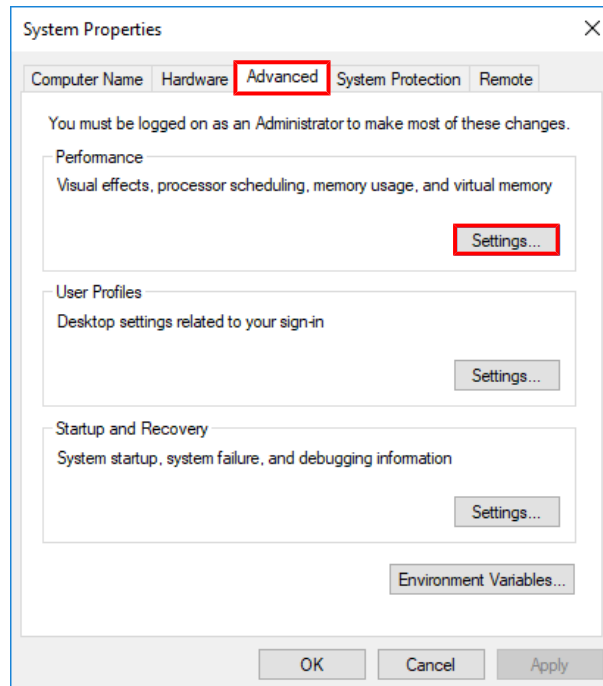 System Properties
Computer Name Hardware Advanced System Protection Remote
You must be logged on as an Administrator to make most of these changes.
Performance
Visual effects, processor scheduling, memory usage, and virtual memory
Settings...
User Profiles
Desktop settings related to your sign-in
Settings...
Startup and Recovery
System startup, system failure, and debugging information
Settings...
Environment Variables...
OK Cancel Apply